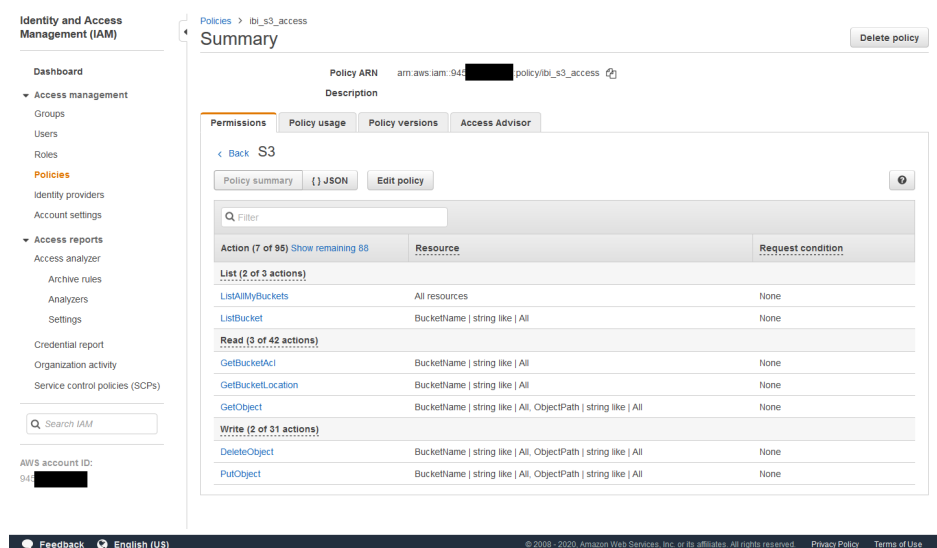 Identity and Access
Management (IAM)
Dashboard
Access management
Groups
Users
Roles
Policies
Identity providers
Account settings
Access reports
Access analyzer
Archive rules
Analyzers
Settings
Credential report
Organization activity
Service control policies (SCPs)
Search IAM
AWS account ID:
945
Policies > ibi_s3_access
Summary
Delete policy
Policy ARN arn:aws:iam::945 :policy/ibi_s3_access
Description
Permissions Policy usage Policy versions Access Advisor
< Back S3
Policy summary { } JSON Edit policy
Filter
Action (7 of 95) Show remaining 88 Resource Request condition
List (2 of 3 actions)
ListAllMyBuckets All resources None
ListBucket BucketName | string like | All None
Read (3 of 42 actions)
GetBucketAcl BucketName | string like | All None
GetBucketLocation BucketName | string like | All None
GetObject BucketName | string like | All, ObjectPath | string like | All None
Write (2 of 31 actions)
DeleteObject BucketName | string like | All, ObjectPath | string like | All None
PutObject BucketName | string like | All, ObjectPath | string like | All None
Feedback English (US) © 2008 - 2020, Amazon Web Services, Inc. or its affiliates. All rights reserved. Privacy Policy Terms of Use